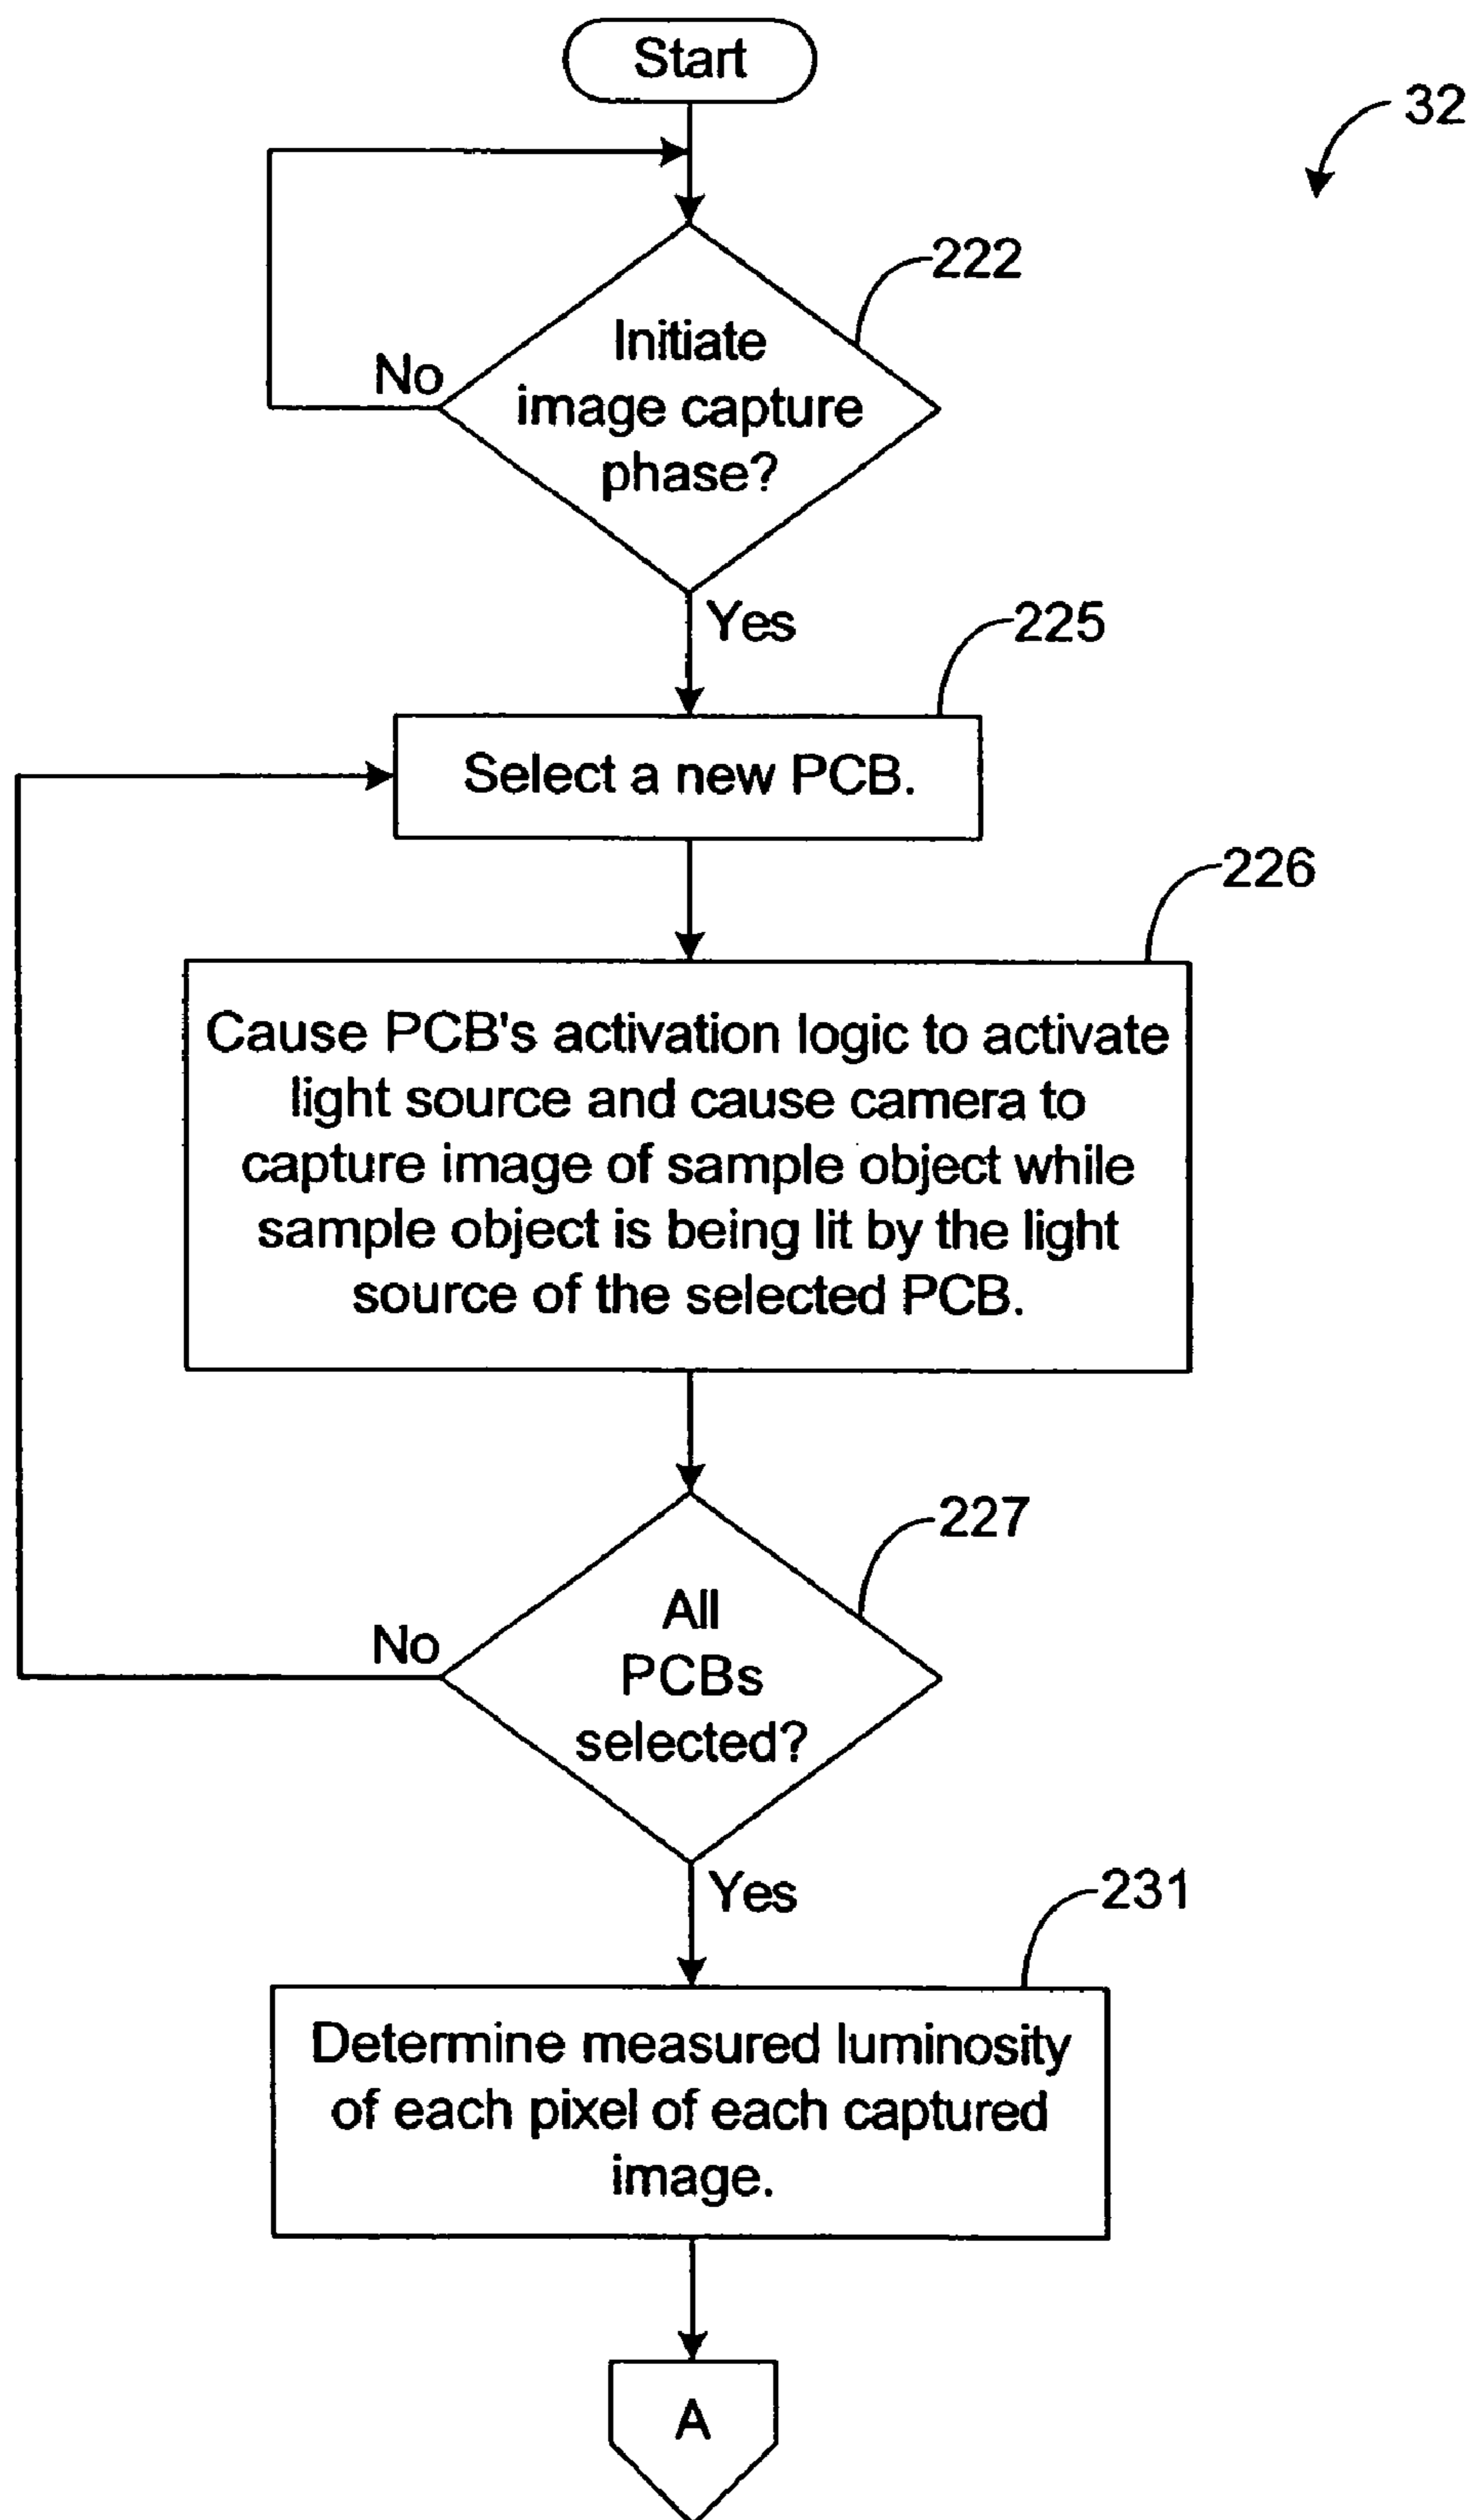 Start
32
222
Initiate
image capture
phase?
No
Yes
225
Select a new PCB.
226
Cause PCB's activation logic to activate
light source and cause camera to
capture image of sample object while
sample object is being lit by the light
source of the selected PCB.
227
All
PCBs
selected?
No
Yes
231
Determine measured luminosity
of each pixel of each captured
image.
A